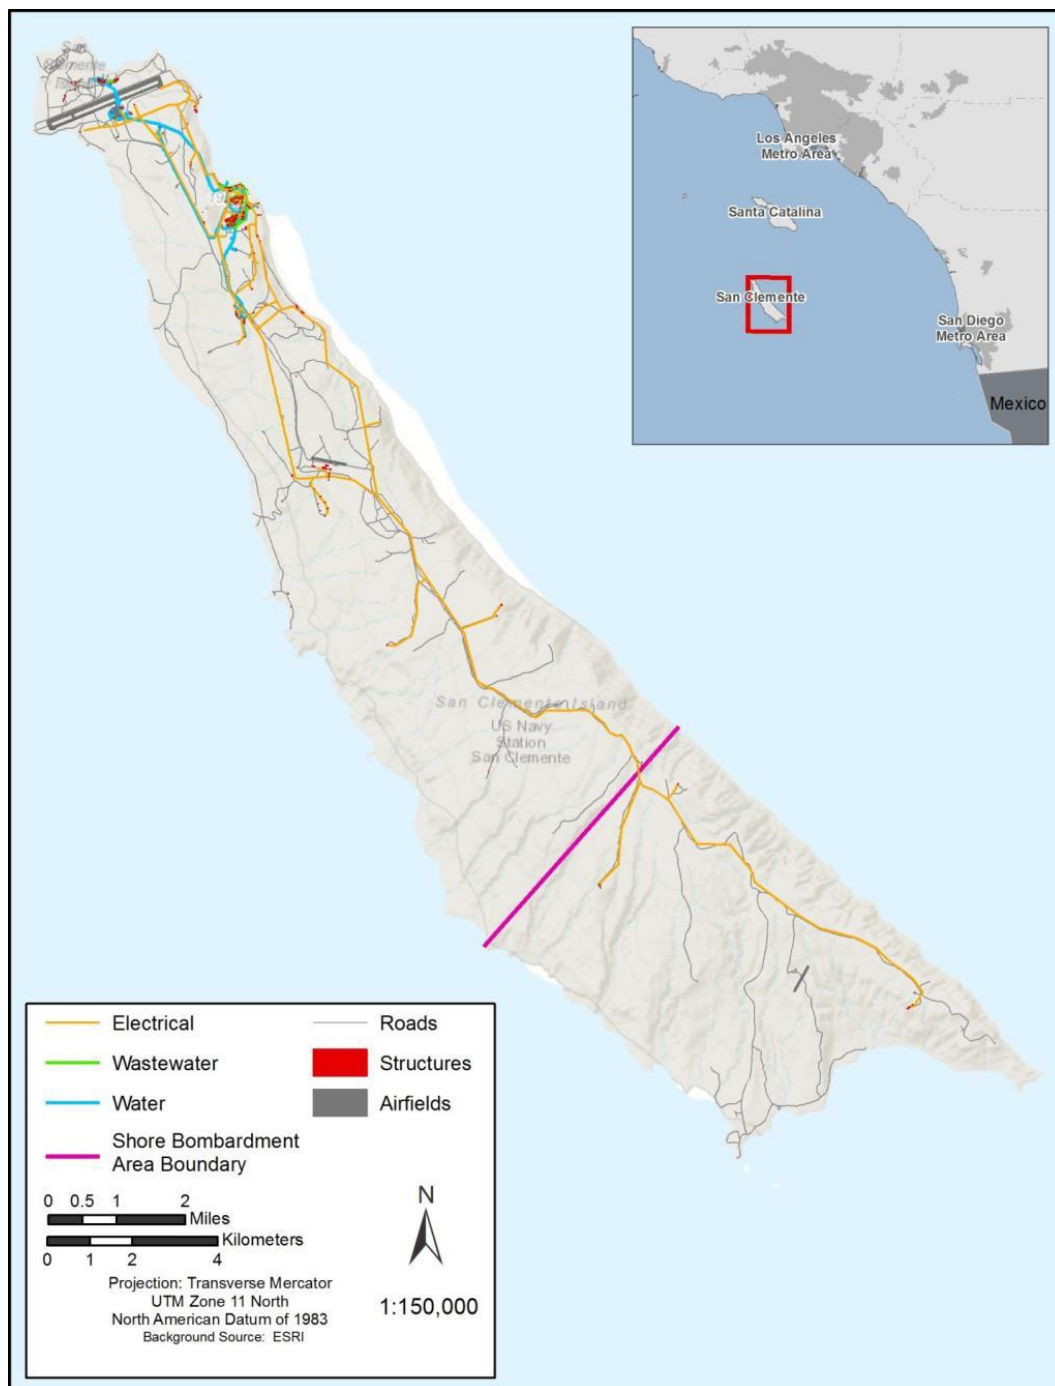 San
Clemente
Island
Los Angeles
Metro Area
Santa Catalina
San Clemente
San Diego
Metro Area
Mexico
San Clemente Island
US Navy
Station
San Clemente
Electrical
Wastewater
Water
Shore Bombardment
Area Boundary
Roads
Structures
Airfields
0 0.5 1 2
Miles
Kilometers
0 1 2 4
Projection: Transverse Mercator
UTM Zone 11 North
North American Datum of 1983
Background Source: ESRI
N
1:150,000